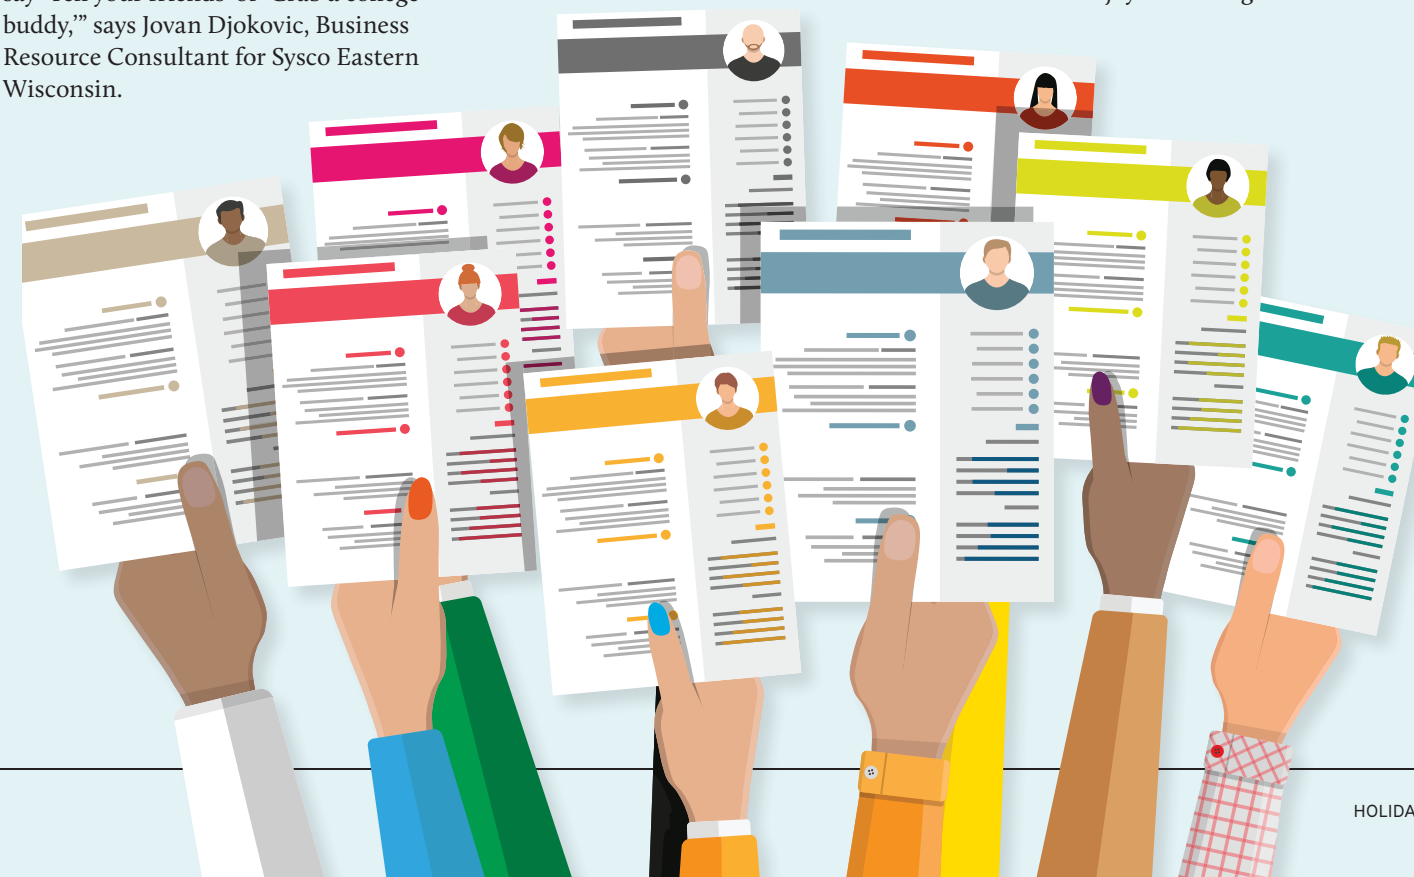 buddy,’” says Jovan Djokovic, Business
Resource Consultant for Sysco Eastern
Wisconsin.
HOLIDA